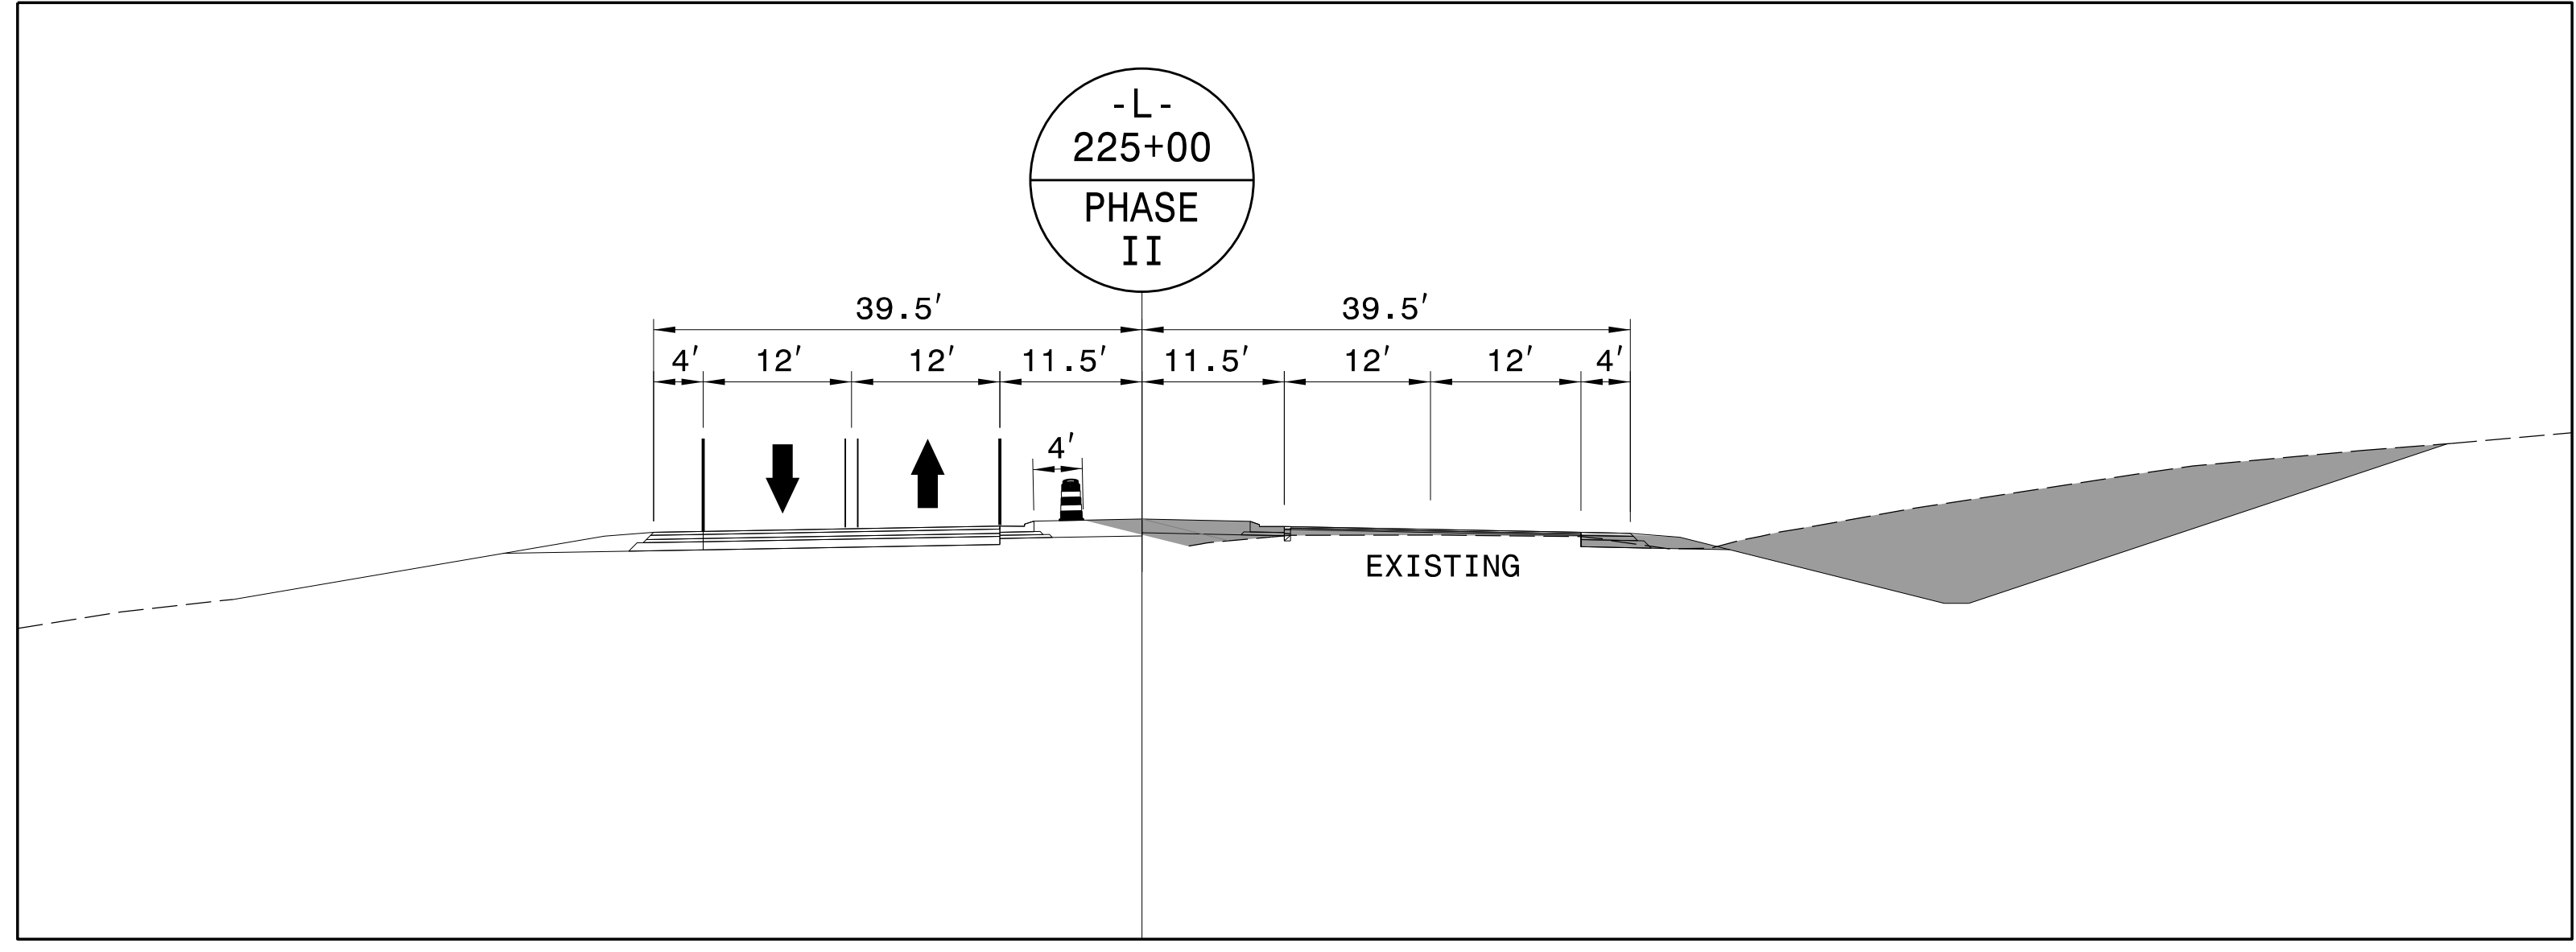 -L-
225+00
PHASE
II
39.5' 39.5'
4' 12' 12' 11.5' 11.5' 12' 12' 4'
4'
EXISTING